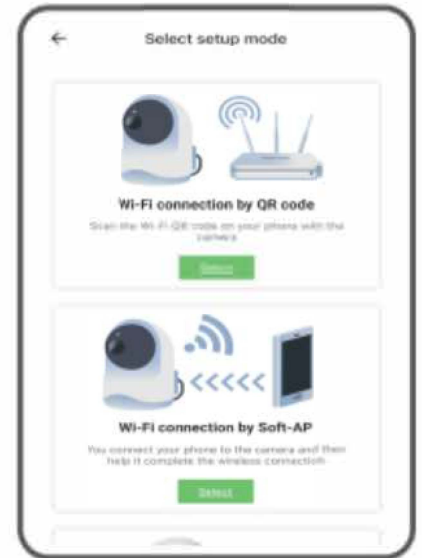 Select setup mode
Wi-Fi connection by QR code
Scan the Wi-Fi QR code on your phone with the
camera
Select
Wi-Fi connection by Soft-AP
You connect your phone to the camera and then
help it complete the wireless connection
Select